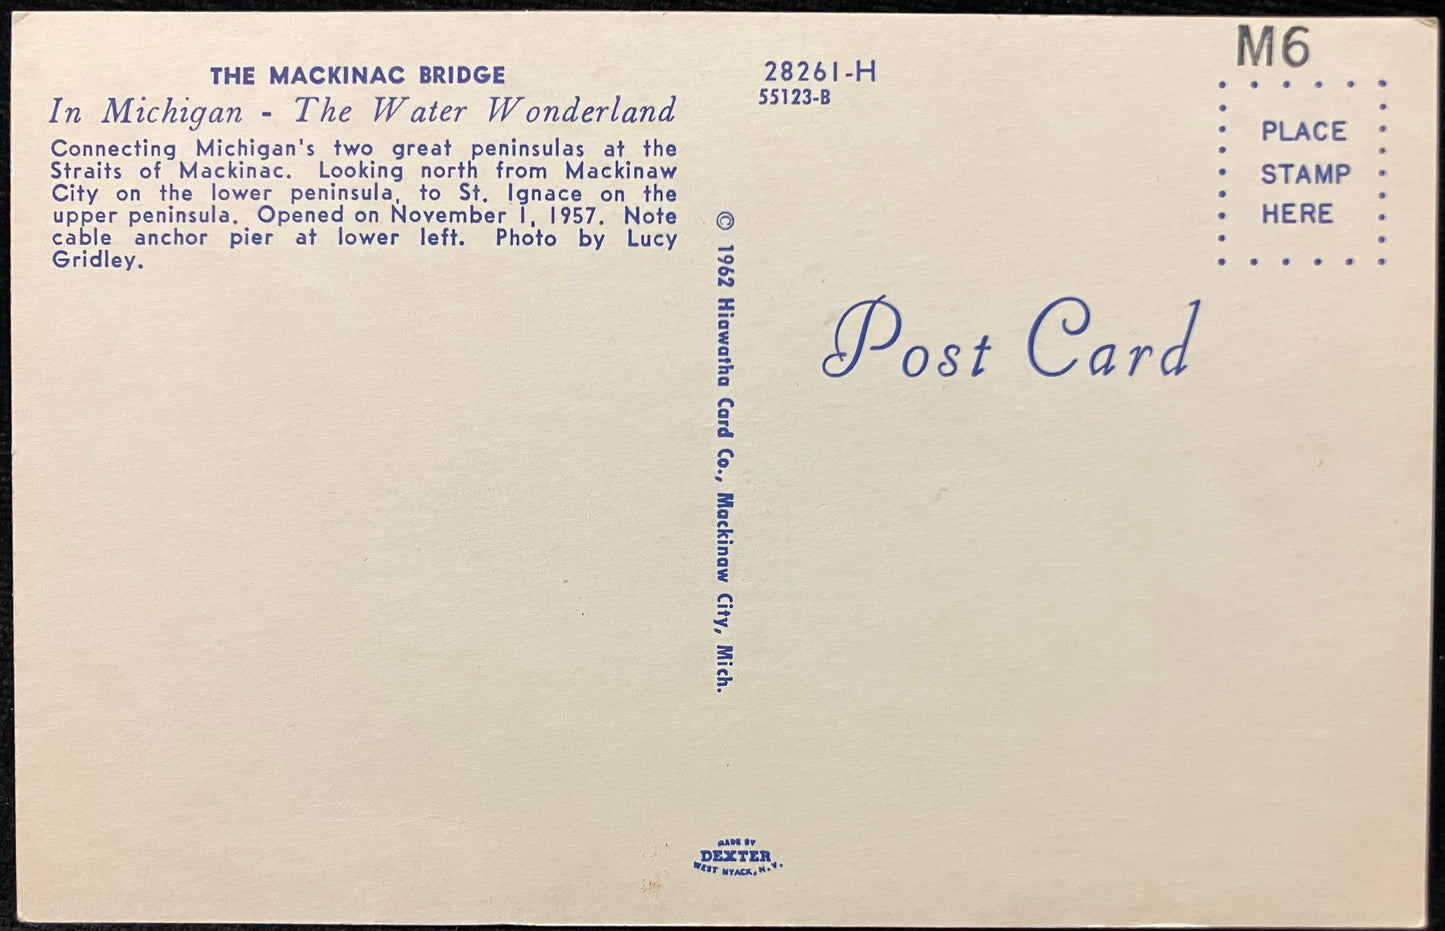 THE MACKINAC BRIDGE
In Michigan - The Water Wonderland
Connecting Michigan's two great peninsulas at the
Straits of Mackinac. Looking north from Mackinaw
City on the lower peninsula, to St. Ignace on the
upper peninsula. Opened on November 1, 1957. Note
cable anchor pier at lower left. Photo by Lucy
Gridley.
© 1962 Hiawatha Card Co., Mackinaw City, Mich.
28261-H
55123-B
M6
PLACE
STAMP
HERE
Post Card
MADE BY
DEXTER
WEST NYACK, N.Y.